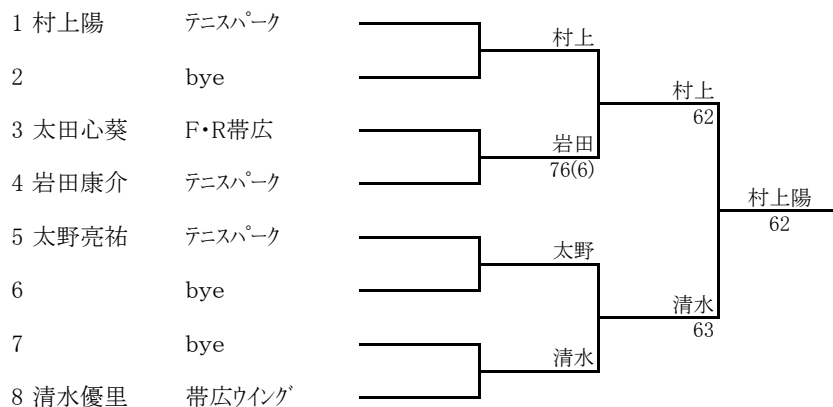 1 村上陽 ﾃﾆｽﾊﾟｰｸ
2 bye
3 太田心葵 F・R帯広
4 岩田康介 ﾃﾆｽﾊﾟｰｸ
5 太野亮祐 ﾃﾆｽﾊﾟｰｸ
6 bye
7 bye
8 清水優里 帯広ｳｲﾝｸﾞ
村上
岩田
76(6)
太野
清水
村上
62
清水
63
村上陽
62